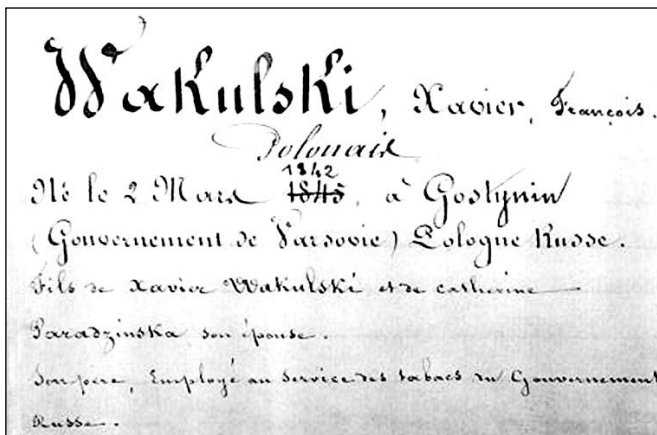 Wakulski, Xavier, François.
Polonais
1842
Né le 2 Mars 1845, à Gostynin
(Gouvernement de Varsovie) Pologne Russe.
Fils de Xavier Wakulski et de Catherine
Paradzinska son épouse.
Son père, Employé au service des tabacs du Gouvernement
Russe.